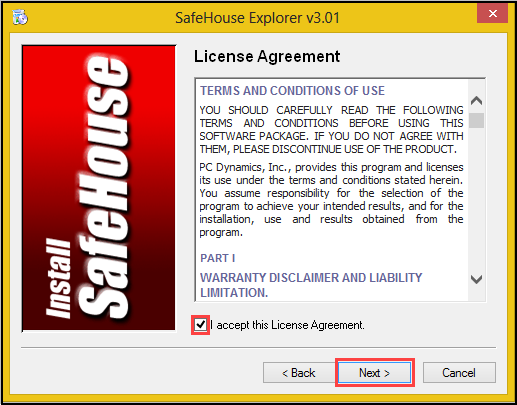 SafeHouse Explorer v3.01
Install
SafeHouse
License Agreement
TERMS AND CONDITIONS OF USE
YOU SHOULD CAREFULLY READ THE FOLLOWING
TERMS AND CONDITIONS BEFORE USING THIS
SOFTWARE PACKAGE. IF YOU DO NOT AGREE WITH
THEM, PLEASE DISCONTINUE USE OF THE PRODUCT.
PC Dynamics, Inc., provides this program and licenses
its use under the terms and conditions stated herein.
You assume responsibility for the selection of the
program to achieve your intended results, and for the
installation, use and results obtained from the
program.
PART I
WARRANTY DISCLAIMER AND LIABILITY
LIMITATION.
I accept this License Agreement.
< Back
Next >
Cancel